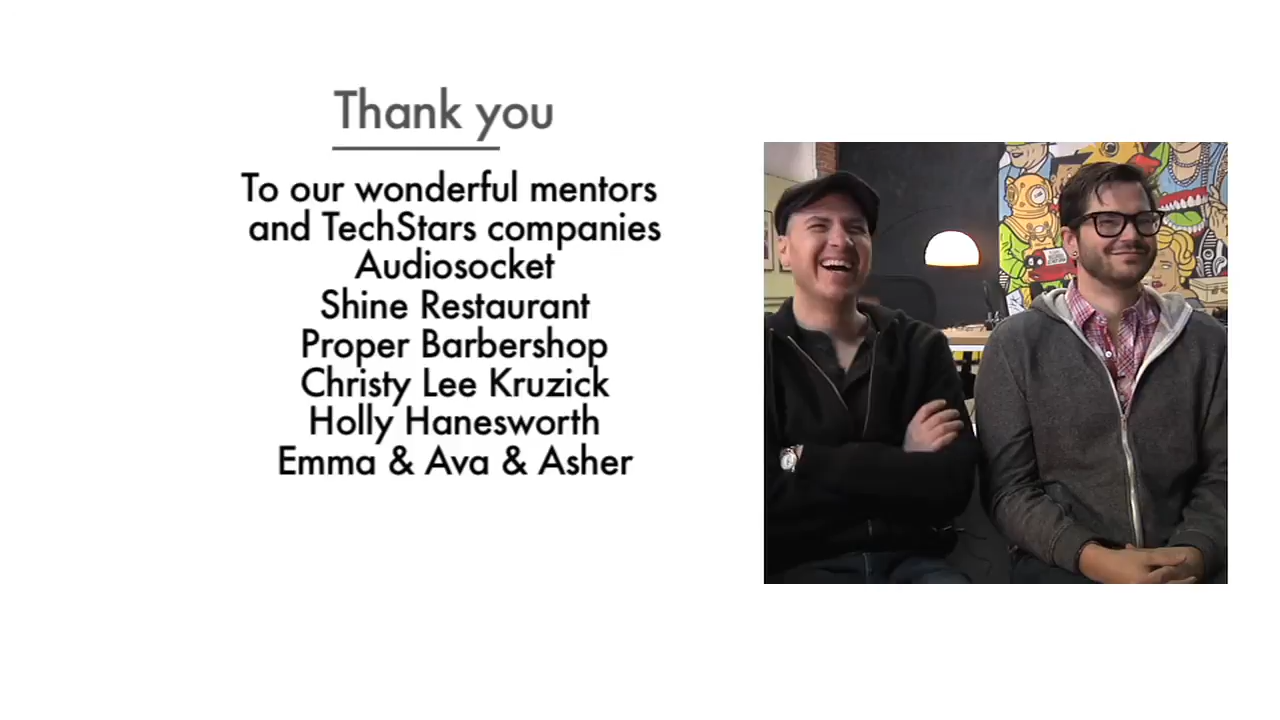 Thank you
To our wonderful mentors
and TechStars companies
Audiosocket
Shine Restaurant
Proper Barbershop
Christy Lee Kruzick
Holly Hanesworth
Emma & Ava & Asher